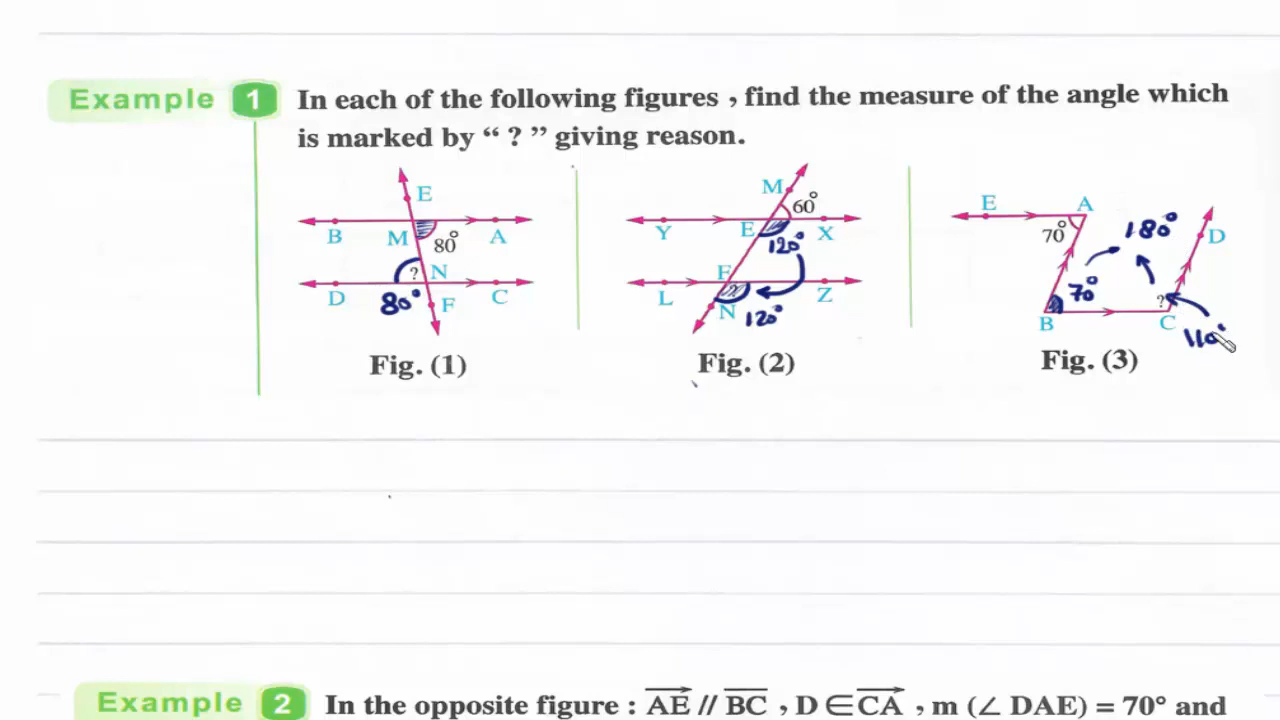 Example 1 In each of the following figures , find the measure of the angle which
is marked by “ ? ” giving reason.
E
B M 80° A
? N
D 80° F C
Fig. (1)
M 60°
Y E 120° X
F
L N 120° Z
Fig. (2)
E A
70° 180° D
70° ?
B C 110°
Fig. (3)
Example 2 In the opposite figure : AE // BC , D ∈ CA , m (∠ DAE) = 70° and